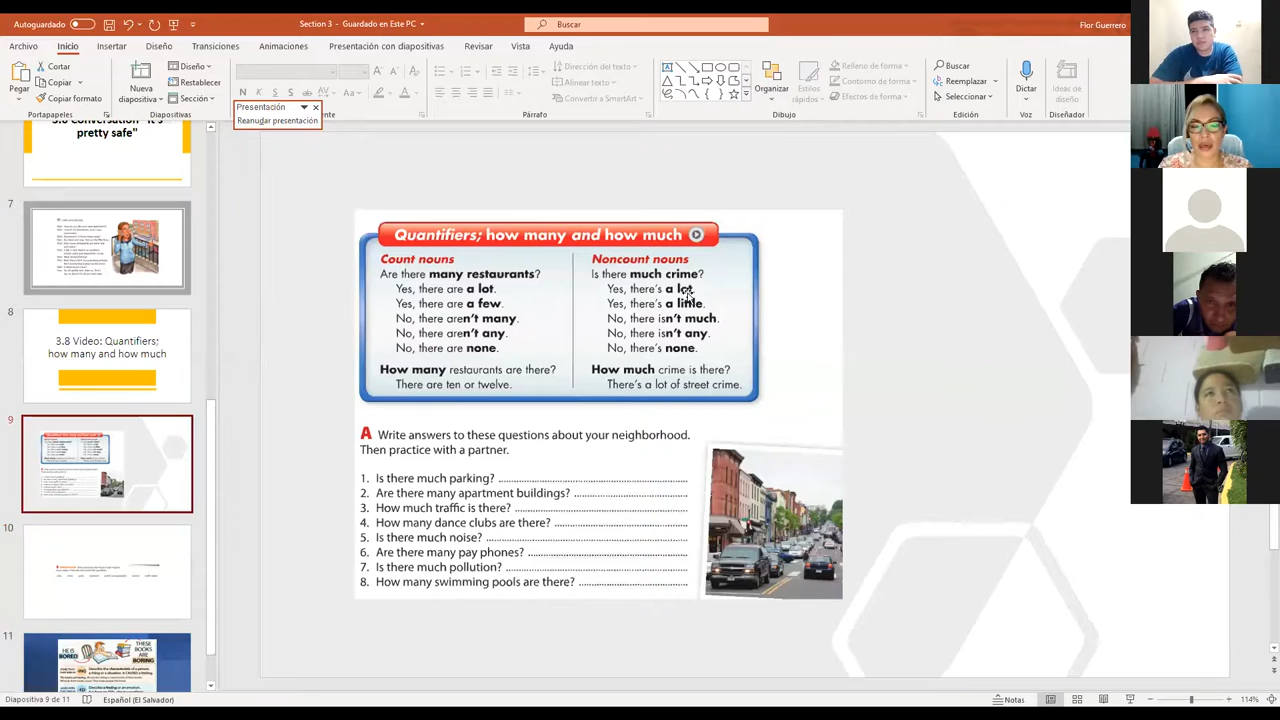 Autoguardado
Section 3 - Guardado en Este PC
Buscar
Flor Guerrero
Archivo Inicio Insertar Diseño Transiciones Animaciones Presentación con diapositivas Revisar Vista Ayuda
Pegar
Cortar
Copiar
Copiar formato
Portapapeles
Nueva diapositiva
Diseño
Restablecer
Sección
Diapositivas
N K S S
Presentación
Reanudar presentación
Dirección del texto
Alinear texto
Convertir a SmartArt
Párrafo
Organizar
Estilos rápidos
Relleno de forma
Contorno de forma
Efectos de forma
Dibujo
Buscar
Reemplazar
Seleccionar
Edición
Dictar
Voz
Ideas de diseño
Diseñador
3.8 Conversation "It's
pretty safe"
7
8
3.8 Video: Quantifiers;
how many and how much
9
10
11
HE IS
BORED
THESE
BOOKS
ARE
BORING
Quantifiers; how many and how much
Count nouns
Are there many restaurants?
Yes, there are a lot.
Yes, there are a few.
No, there aren't many.
No, there aren't any.
No, there are none.
How many restaurants are there?
There are ten or twelve.
Noncount nouns
Is there much crime?
Yes, there's a lot.
Yes, there's a little.
No, there isn't much.
No, there isn't any.
No, there's none.
How much crime is there?
There's a lot of street crime.
A Write answers to these questions about your neighborhood.
Then practice with a partner.
1. Is there much parking?
2. Are there many apartment buildings?
3. How much traffic is there?
4. How many dance clubs are there?
5. Is there much noise?
6. Are there many pay phones?
7. Is there much pollution?
8. How many swimming pools are there?
Diapositiva 9 de 11
Español (El Salvador)
Notas
114%